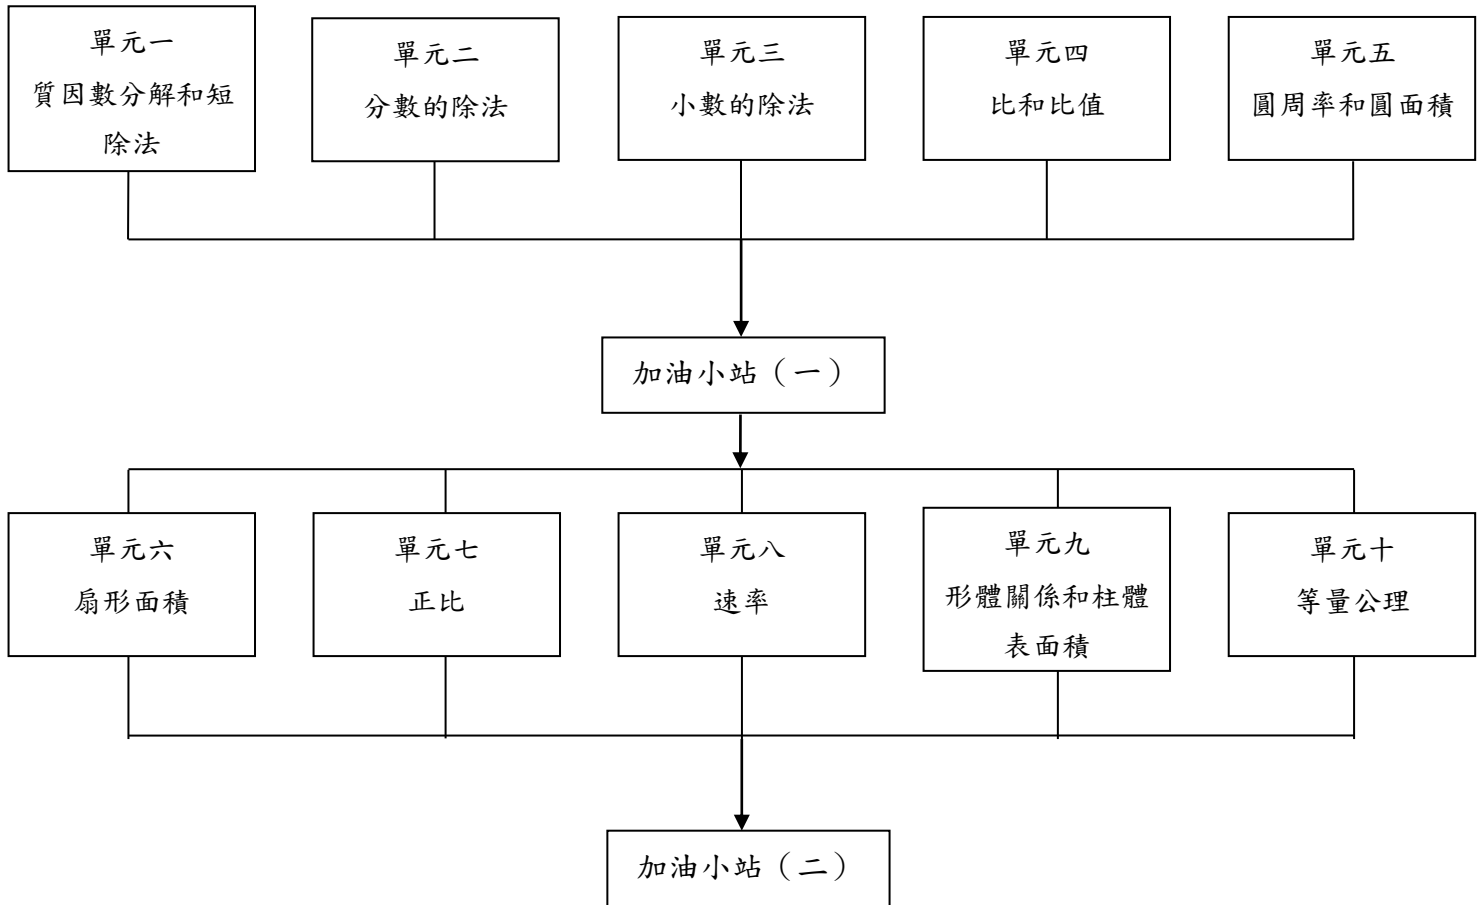 單元一
質因數分解和短
除法
單元二
分數的除法
單元三
小數的除法
單元四
比和比值
單元五
圓周率和圓面積
加油小站（一）
單元六
扇形面積
單元七
正比
單元八
速率
單元九
形體關係和柱體
表面積
單元十
等量公理
加油小站（二）